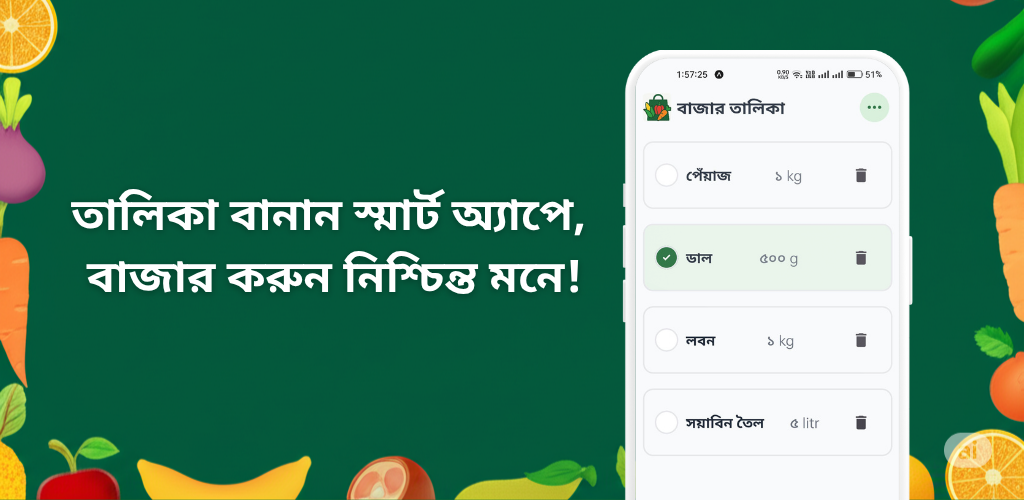 তালিকা বানান স্মার্ট অ্যাপে,
বাজার করুন নিশ্চিন্ত মনে!
1:57:25
51%
বাজার তালিকা
পেঁয়াজ ১ kg
ডাল ৫০০ g
লবন ১ kg
সয়াবিন তৈল ৫ litr